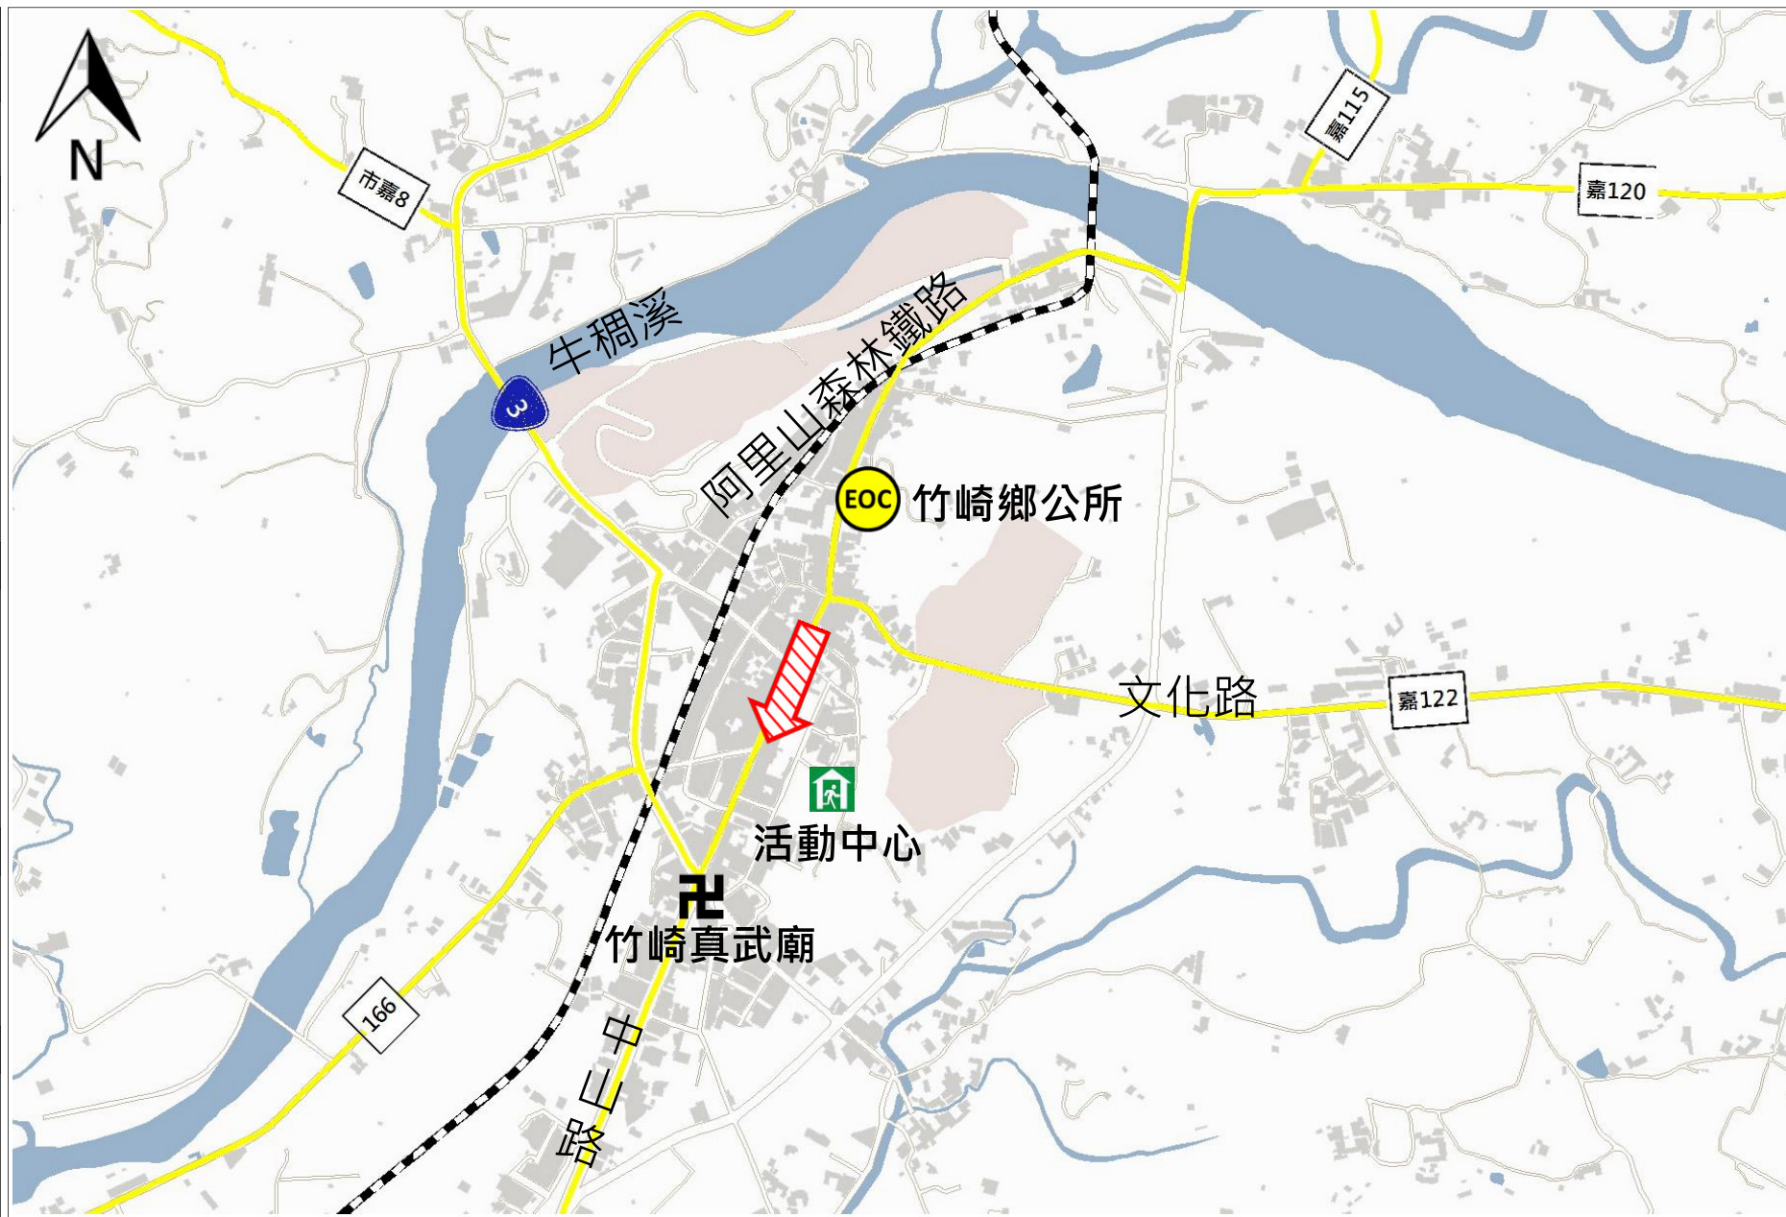 N
市嘉8
嘉115
嘉120
牛稠溪
3
阿里山森林鐵路
EOC
竹崎鄉公所
文化路
嘉122
活動中心
卍
竹崎真武廟
166
中山路